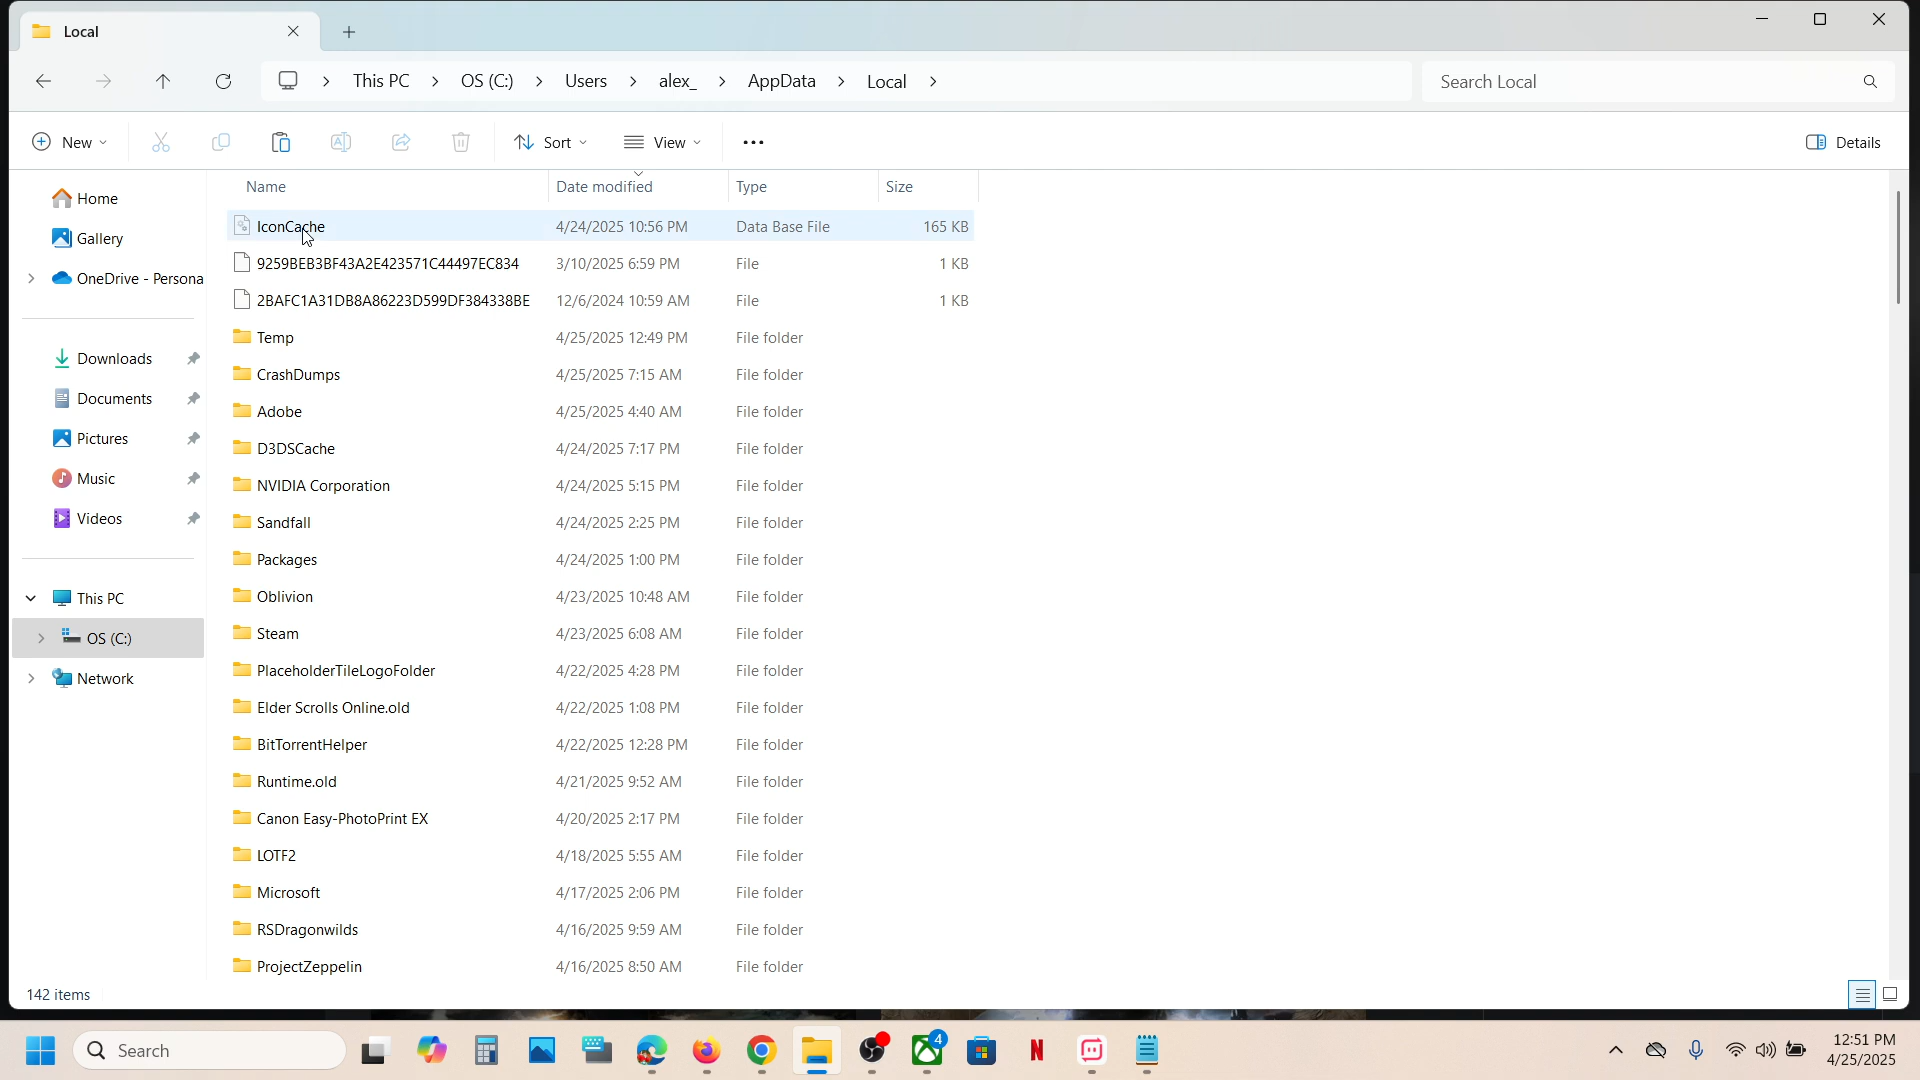 Local
This PC > OS (C:) > Users > alex_ > AppData > Local >
Search Local
New
Sort
View
Details
Name Date modified Type Size
Home
Gallery
OneDrive - Persona
Downloads
Documents
Pictures
Music
Videos
This PC
OS (C:)
Network
IconCache 4/24/2025 10:56 PM Data Base File 165 KB
9259BEB3BF43A2E423571C44497EC834 3/10/2025 6:59 PM File 1 KB
2BAFC1A31DB8A86223D599DF384338BE 12/6/2024 10:59 AM File 1 KB
Temp 4/25/2025 12:49 PM File folder
CrashDumps 4/25/2025 7:15 AM File folder
Adobe 4/25/2025 4:40 AM File folder
D3DSCache 4/24/2025 7:17 PM File folder
NVIDIA Corporation 4/24/2025 5:15 PM File folder
Sandfall 4/24/2025 2:25 PM File folder
Packages 4/24/2025 1:00 PM File folder
Oblivion 4/23/2025 10:48 AM File folder
Steam 4/23/2025 6:08 AM File folder
PlaceholderTileLogoFolder 4/22/2025 4:28 PM File folder
Elder Scrolls Online.old 4/22/2025 1:08 PM File folder
BitTorrentHelper 4/22/2025 12:28 PM File folder
Runtime.old 4/21/2025 9:52 AM File folder
Canon Easy-PhotoPrint EX 4/20/2025 2:17 PM File folder
LOTF2 4/18/2025 5:55 AM File folder
Microsoft 4/17/2025 2:06 PM File folder
RSDragonwilds 4/16/2025 9:59 AM File folder
ProjectZeppelin 4/16/2025 8:50 AM File folder
142 items
Search
N
4
12:51 PM
4/25/2025